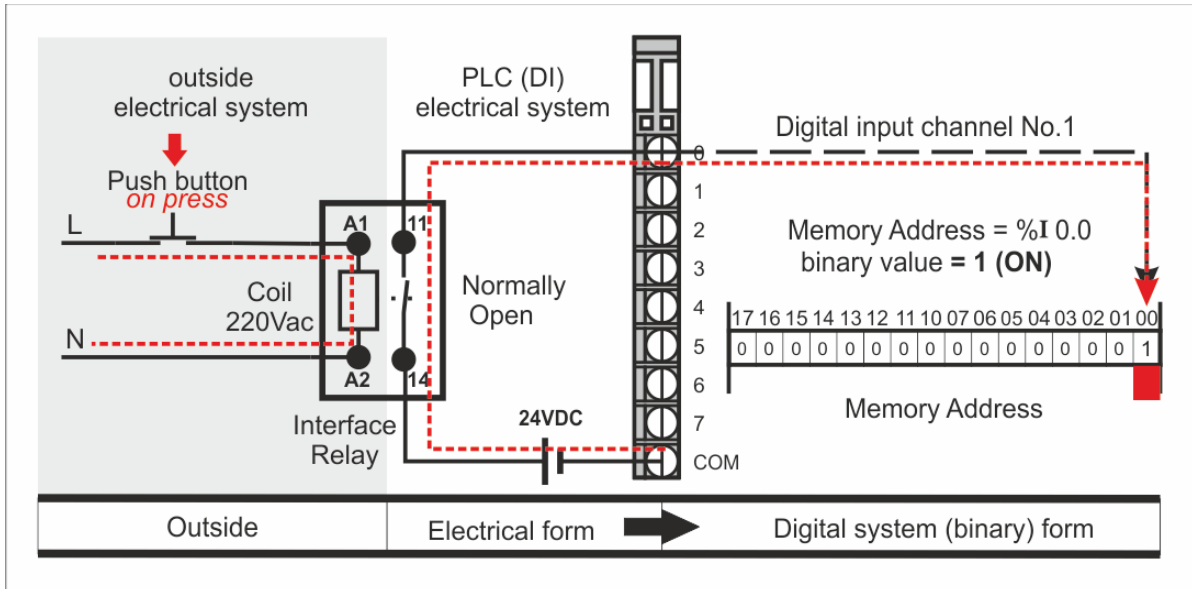 outside
electrical system
Push button
on press
L
N
Coil
220Vac
A1
A2
11
14
Interface
Relay
PLC (DI)
electrical system
Normally
Open
24VDC
0
1
2
3
4
5
6
7
COM
Digital input channel No.1
Memory Address = %I 0.0
binary value = 1 (ON)
17 16 15 14 13 12 11 10 07 06 05 04 03 02 01 00
0 0 0 0 0 0 0 0 0 0 0 0 0 0 0 1
Memory Address
Outside
Electrical form
Digital system (binary) form